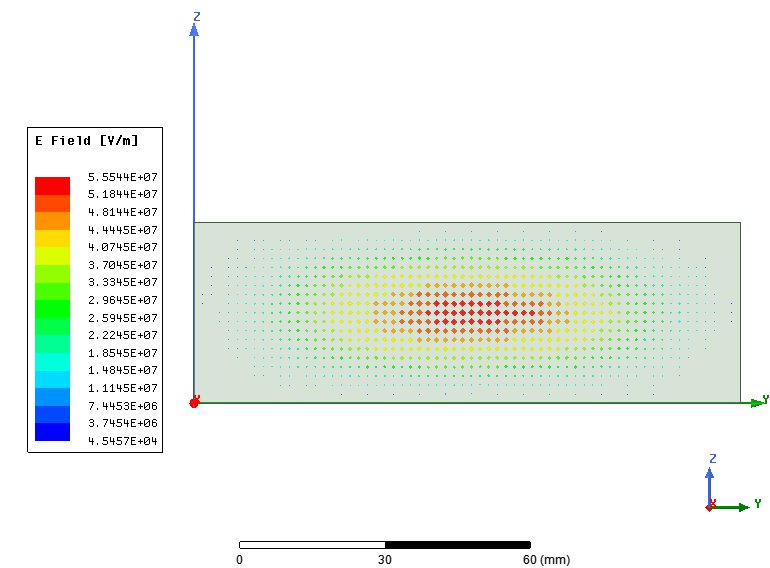 Z
E Field [V/m]
5.5544E+07
5.1844E+07
4.8144E+07
4.4445E+07
4.0745E+07
3.7045E+07
3.3345E+07
2.9645E+07
2.5945E+07
2.2245E+07
1.8545E+07
1.4845E+07
1.1145E+07
7.4453E+06
3.7454E+06
4.5457E+04
X
Y
Z
X
Y
0
30
60 (mm)